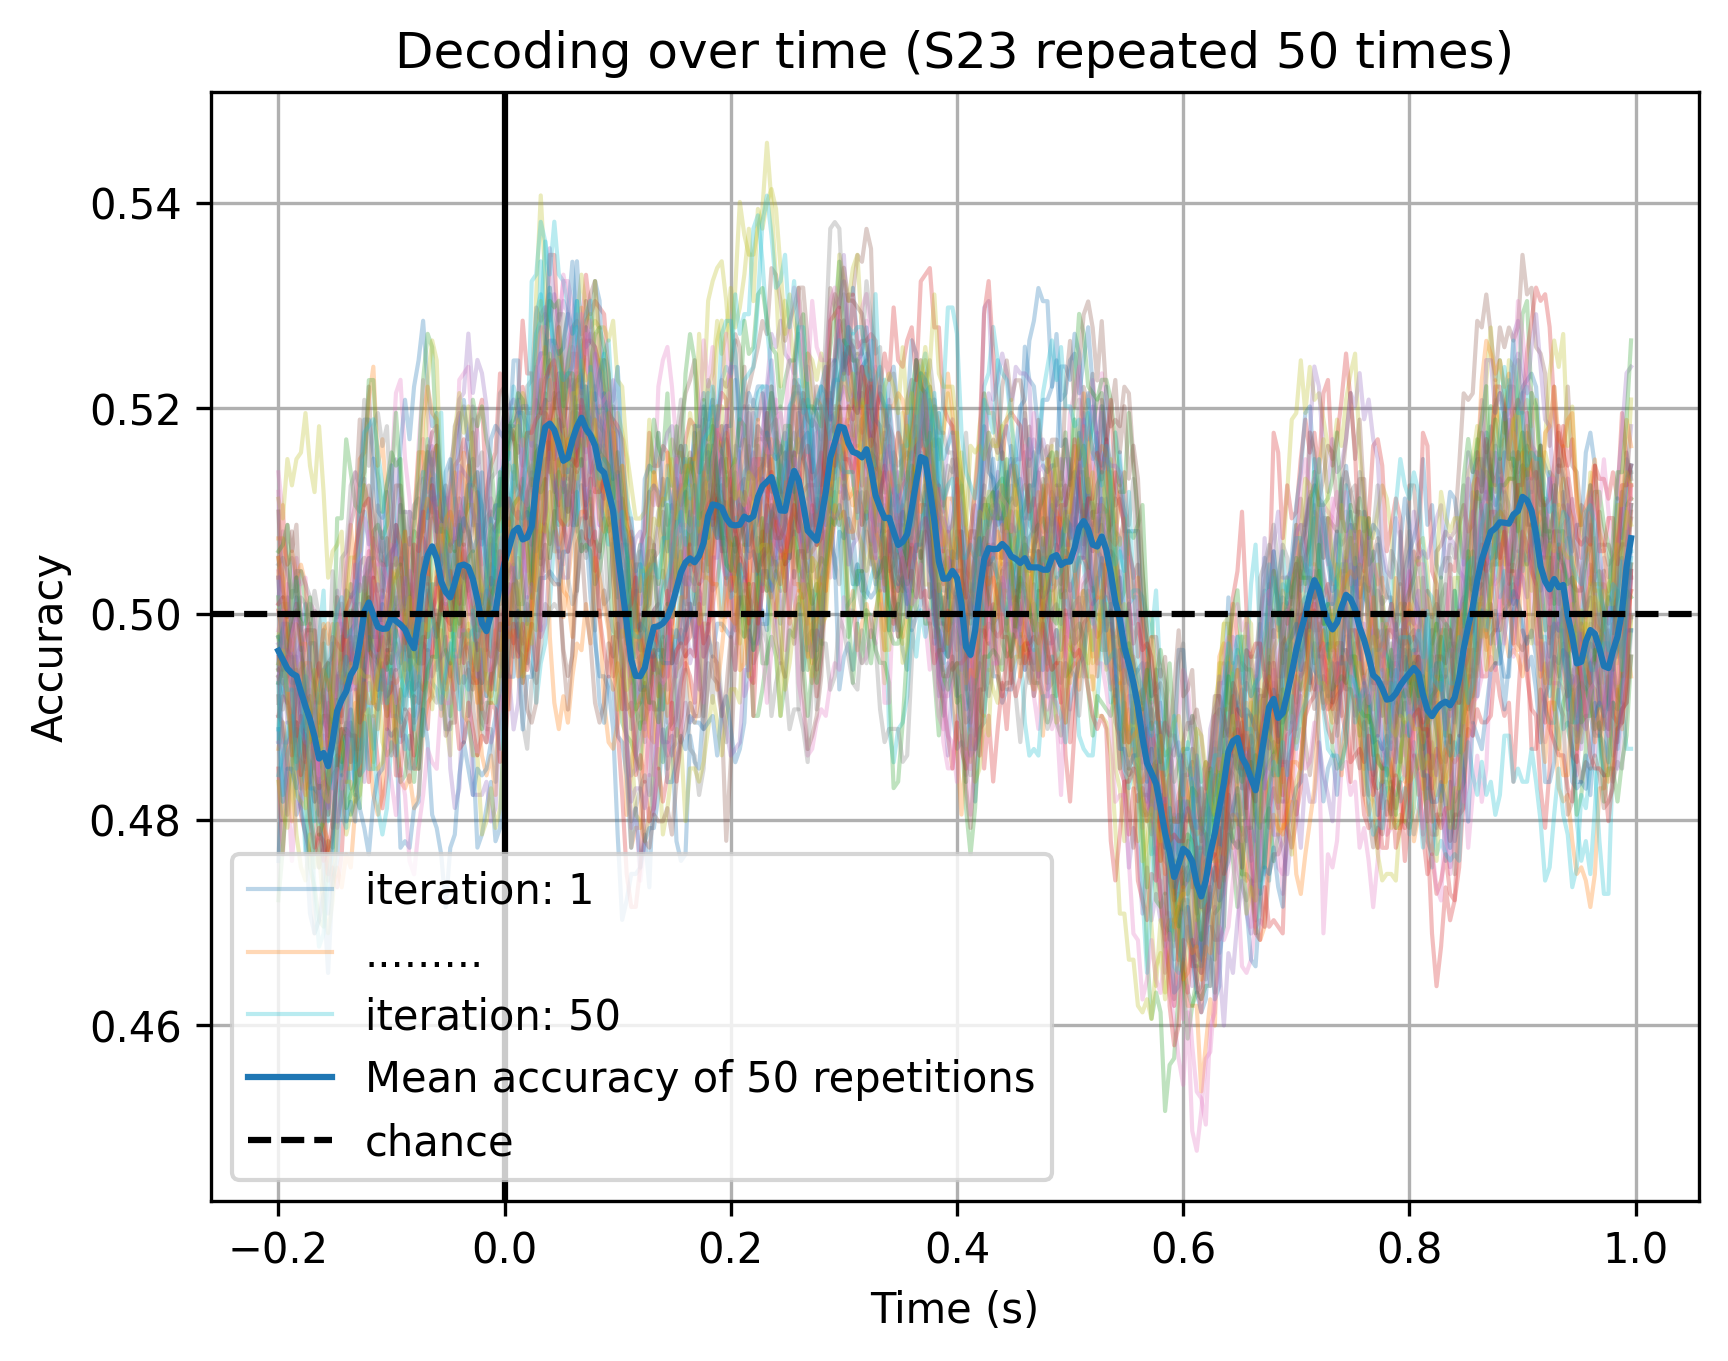 Decoding over time (S23 repeated 50 times)
Accuracy
0.54
0.52
0.50
0.48
0.46
iteration: 1
.........
iteration: 50
Mean accuracy of 50 repetitions
chance
−0.2 0.0 0.2 0.4 0.6 0.8 1.0
Time (s)